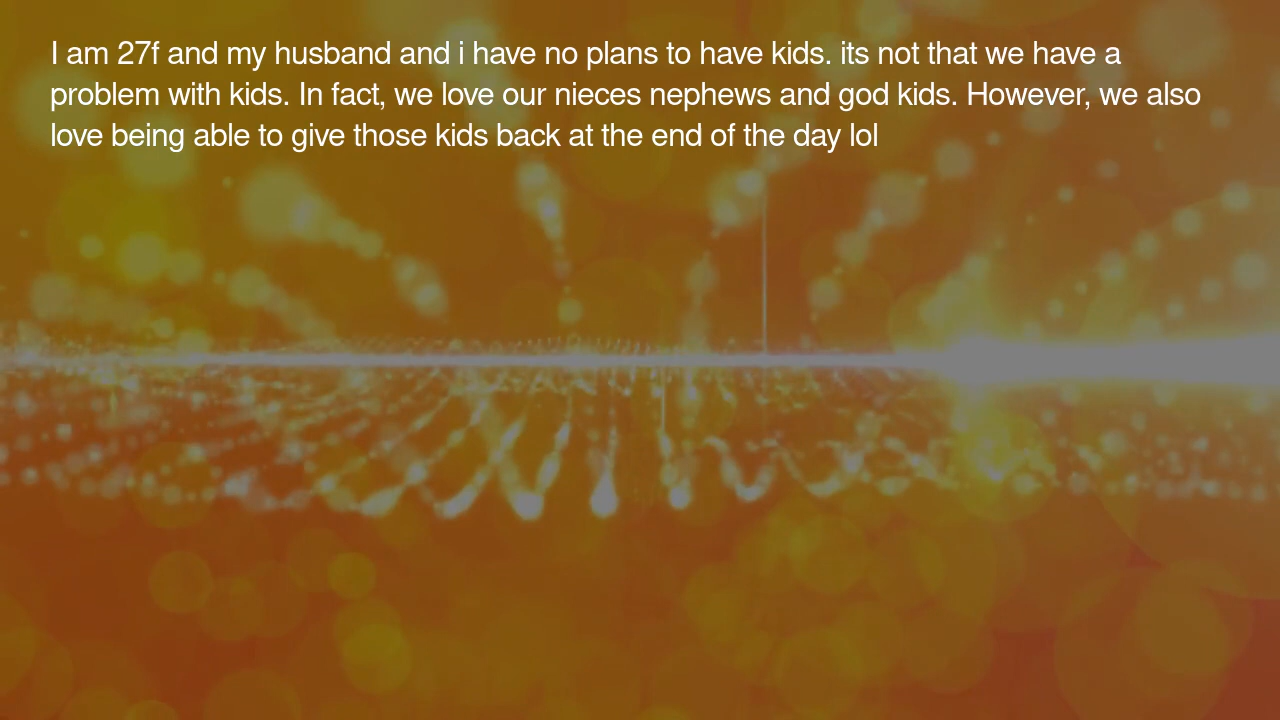 I am 27f and my husband and i have no plans to have kids. its not that we have a
problem with kids. In fact, we love our nieces nephews and god kids. However, we also
love being able to give those kids back at the end of the day lol